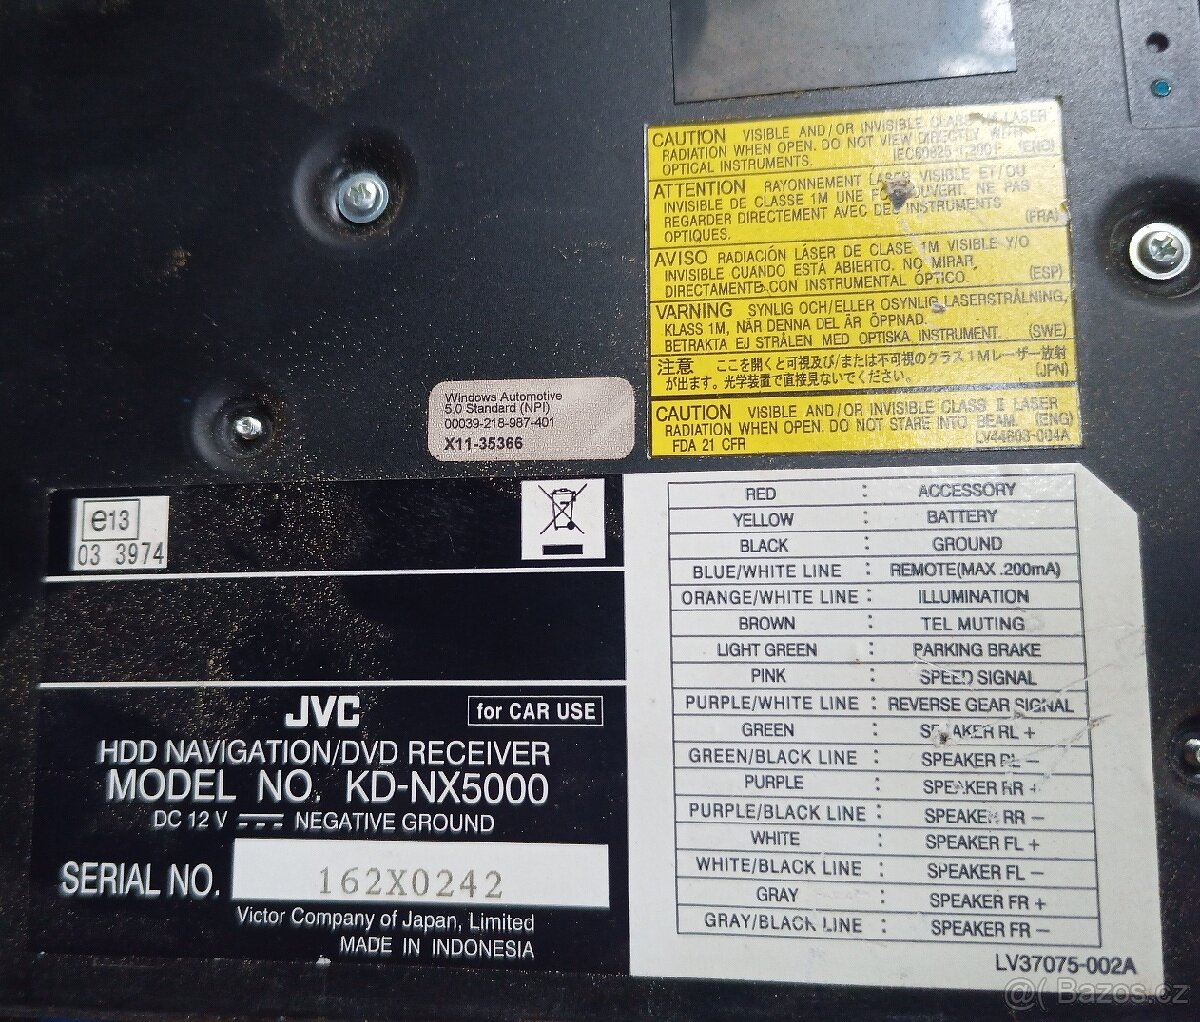 CAUTION VISIBLE AND/OR INVISIBLE CLASS 1M LASER
RADIATION WHEN OPEN. DO NOT VIEW DIRECTLY WITH
OPTICAL INSTRUMENTS. (ENG)
ATTENTION RAYONNEMENT LASER VISIBLE ET/OU
INVISIBLE DE CLASSE 1M UNE FOIS OUVERT. NE PAS
REGARDER DIRECTEMENT AVEC DES INSTRUMENTS
OPTIQUES. (FRA)
AVISO RADIACIÓN LÁSER DE CLASE 1M VISIBLE Y/O
INVISIBLE CUANDO ESTÁ ABIERTO. NO MIRAR
DIRECTAMENTE CON INSTRUMENTAL ÓPTICO. (ESP)
VARNING SYNLIG OCH/ELLER OSYNLIG LASERSTRÅLNING,
KLASS 1M, NÄR DENNA DEL ÄR ÖPPNAD.
BETRAKTA EJ STRÅLEN MED OPTISKA INSTRUMENT. (SWE)
注意 ここを開くと可視及び/または不可視のクラス1Mレーザー放射
が出ます。光学装置で直接見ないでください。 (JPN)
CAUTION VISIBLE AND/OR INVISIBLE CLASS II LASER
RADIATION WHEN OPEN. DO NOT STARE INTO BEAM. (ENG)
FDA 21 CFR LV44603-004A
Windows Automotive
5.0 Standard (NPI)
00039-218-987-401
X11-35366
e13
03 3974
JVC for CAR USE
HDD NAVIGATION/DVD RECEIVER
MODEL NO. KD-NX5000
DC 12 V NEGATIVE GROUND
SERIAL NO. 162X0242
Victor Company of Japan, Limited
MADE IN INDONESIA
RED : ACCESSORY
YELLOW : BATTERY
BLACK : GROUND
BLUE/WHITE LINE : REMOTE(MAX.200mA)
ORANGE/WHITE LINE : ILLUMINATION
BROWN : TEL MUTING
LIGHT GREEN : PARKING BRAKE
PINK : SPEED SIGNAL
PURPLE/WHITE LINE : REVERSE GEAR SIGNAL
GREEN : SPEAKER RL +
GREEN/BLACK LINE : SPEAKER RL −
PURPLE : SPEAKER RR +
PURPLE/BLACK LINE : SPEAKER RR −
WHITE : SPEAKER FL +
WHITE/BLACK LINE : SPEAKER FL −
GRAY : SPEAKER FR +
GRAY/BLACK LINE : SPEAKER FR −
LV37075-002A
@( Bazos.cz